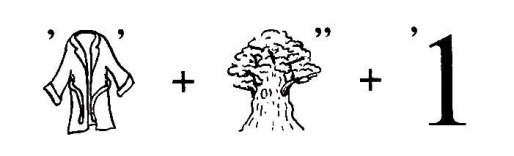 ’ ’ + ’’ + ’1